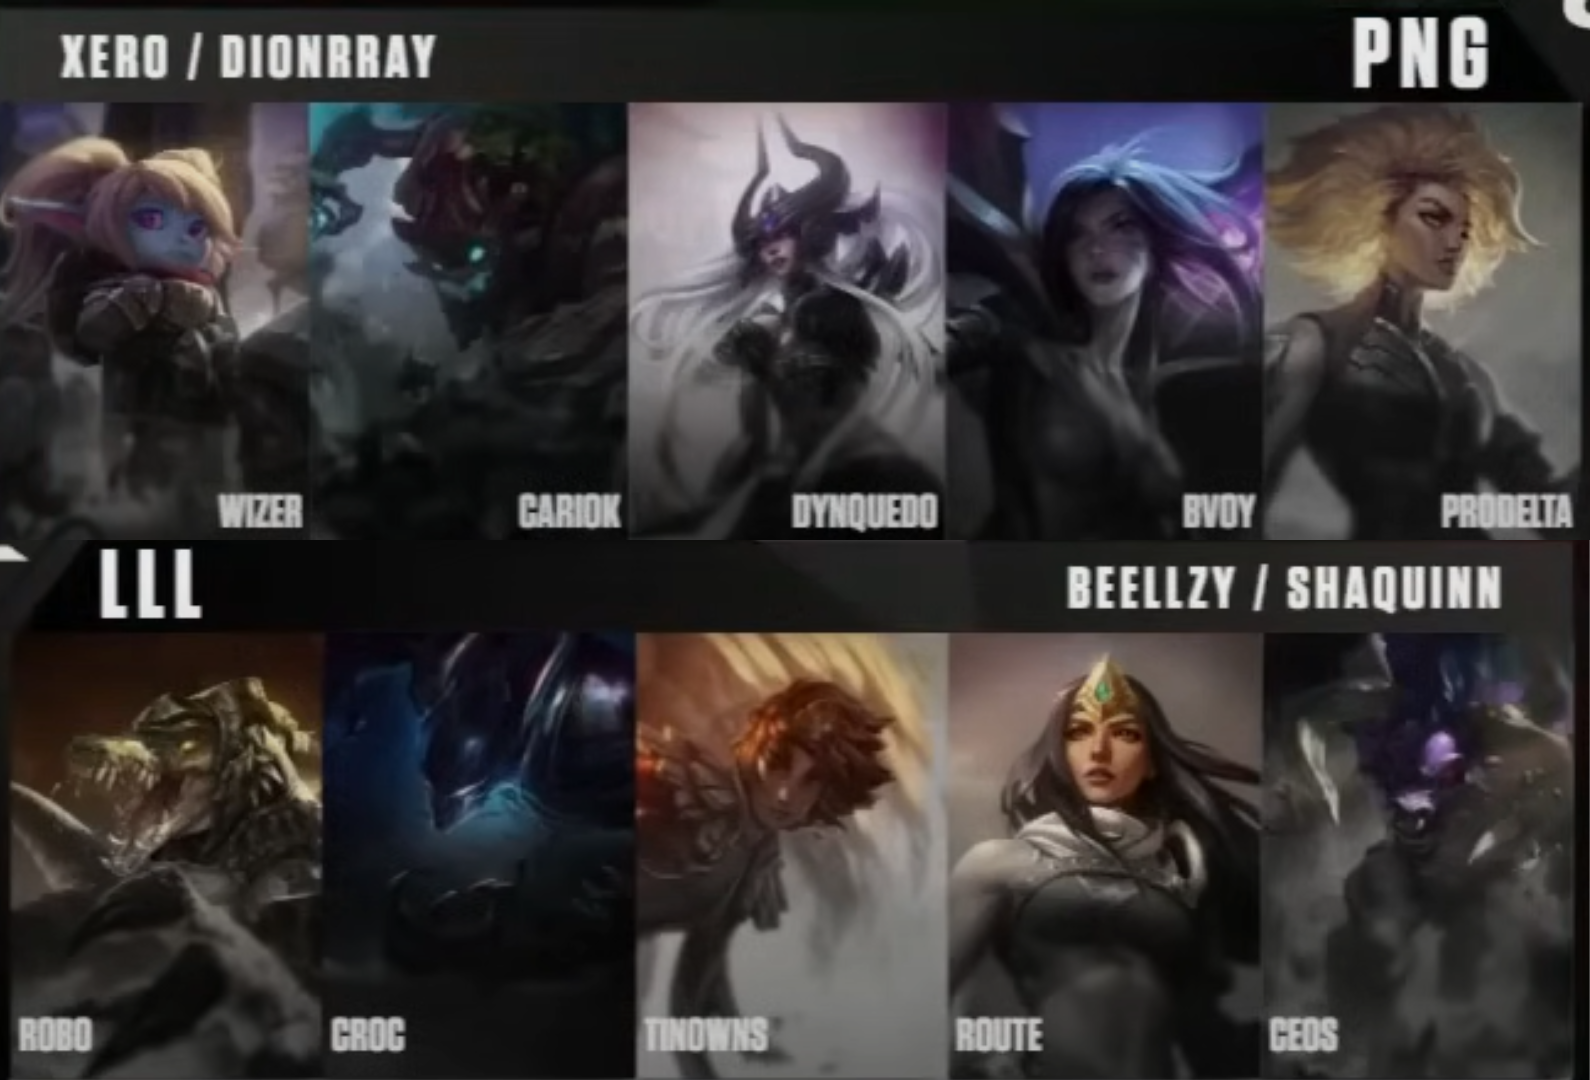 XERO / DIONRRAY
PNG
WIZER
CARIOK
DYNQUEDO
BVOY
PRODELTA
LLL
BEELLZY / SHAQUINN
ROBO
CROC
TINOWNS
ROUTE
CEOS